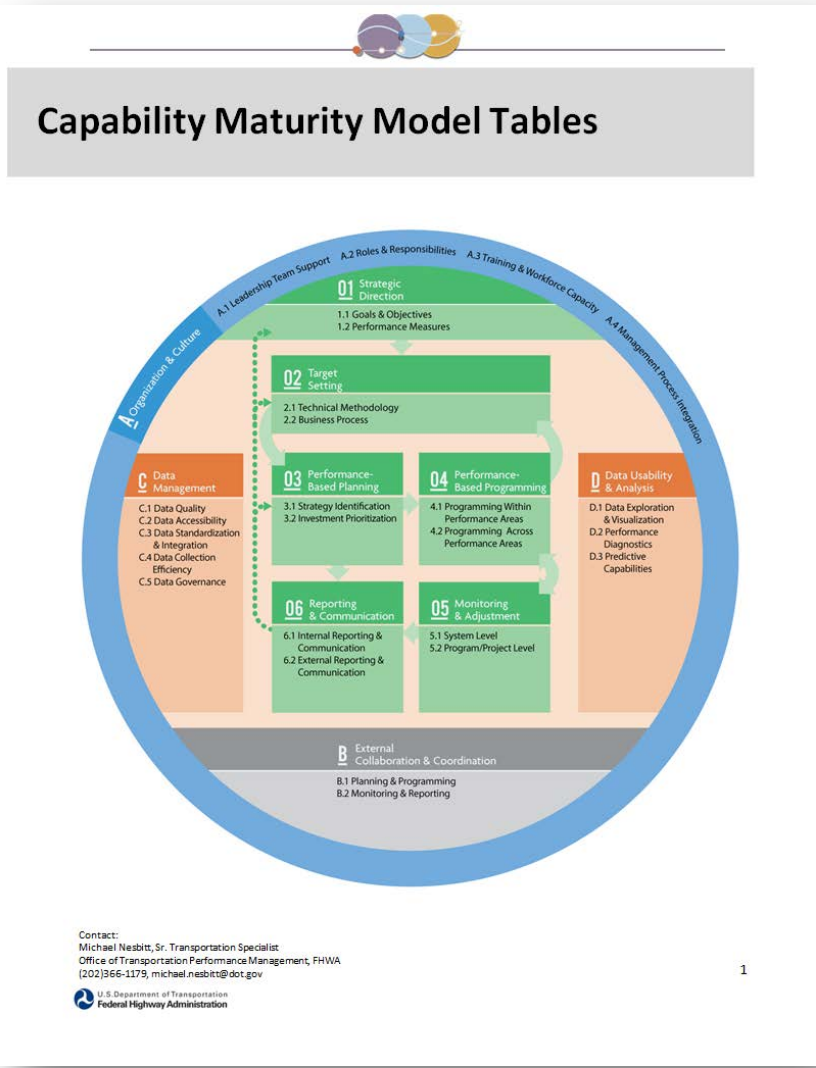 Capability Maturity Model Tables
A Organization & Culture
A.1 Leadership Team Support
A.2 Roles & Responsibilities
A.3 Training & Workforce Capacity
A.4 Management Process Integration
01 Strategic
Direction
1.1 Goals & Objectives
1.2 Performance Measures
02 Target
Setting
2.1 Technical Methodology
2.2 Business Process
C Data
Management
C.1 Data Quality
C.2 Data Accessibility
C.3 Data Standardization
& Integration
C.4 Data Collection
Efficiency
C.5 Data Governance
03 Performance-
Based Planning
3.1 Strategy Identification
3.2 Investment Prioritization
04 Performance-
Based Programming
4.1 Programming Within
Performance Areas
4.2 Programming Across
Performance Areas
D Data Usability
& Analysis
D.1 Data Exploration
& Visualization
D.2 Performance
Diagnostics
D.3 Predictive
Capabilities
06 Reporting
& Communication
6.1 Internal Reporting &
Communication
6.2 External Reporting &
Communication
05 Monitoring
& Adjustment
5.1 System Level
5.2 Program/Project Level
B External
Collaboration & Coordination
B.1 Planning & Programming
B.2 Monitoring & Reporting
Contact:
Michael Nesbitt, Sr. Transportation Specialist
Office of Transportation Performance Management, FHWA
(202)366-1179, michael.nesbitt@dot.gov
1
U.S. Department of Transportation
Federal Highway Administration